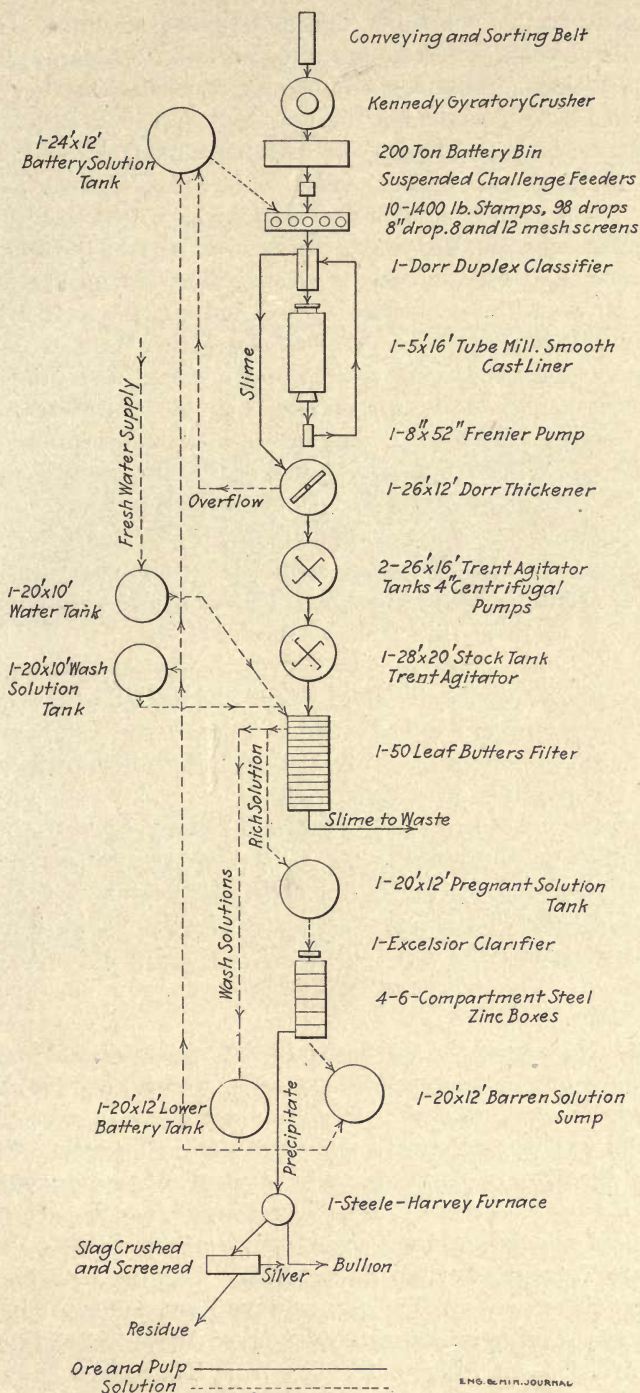 Conveying and Sorting Belt
Kennedy Gyratory Crusher
1-24'x12'
Battery Solution
Tank
200 Ton Battery Bin
Suspended Challenge Feeders
10-1400 lb. Stamps, 98 drops
8" drop. 8 and 12 mesh screens
1-Dorr Duplex Classifier
Slime
1-5'x16' Tube Mill. Smooth
Cast Liner
Fresh Water Supply
1-8"x52" Frenier Pump
Overflow
1-26'x12' Dorr Thickener
1-20'x10'
Water Tank
2-26'x16' Trent Agitator
Tanks 4" Centrifugal
Pumps
1-20'x10' Wash
Solution
Tank
1-28'x20' Stock Tank
Trent Agitator
1-50 Leaf Butters Filter
Rich Solution
Slime to Waste
Wash Solutions
1-20'x12' Pregnant Solution
Tank
1-Excelsior Clarifier
4-6-Compartment Steel
Zinc Boxes
1-20'x12' Lower
Battery Tank
Precipitate
1-20'x12' Barren Solution
Sump
1-Steele-Harvey Furnace
Slag Crushed
and Screened
Silver
Bullion
Residue
Ore and Pulp
Solution
ENG. & MIN. JOURNAL